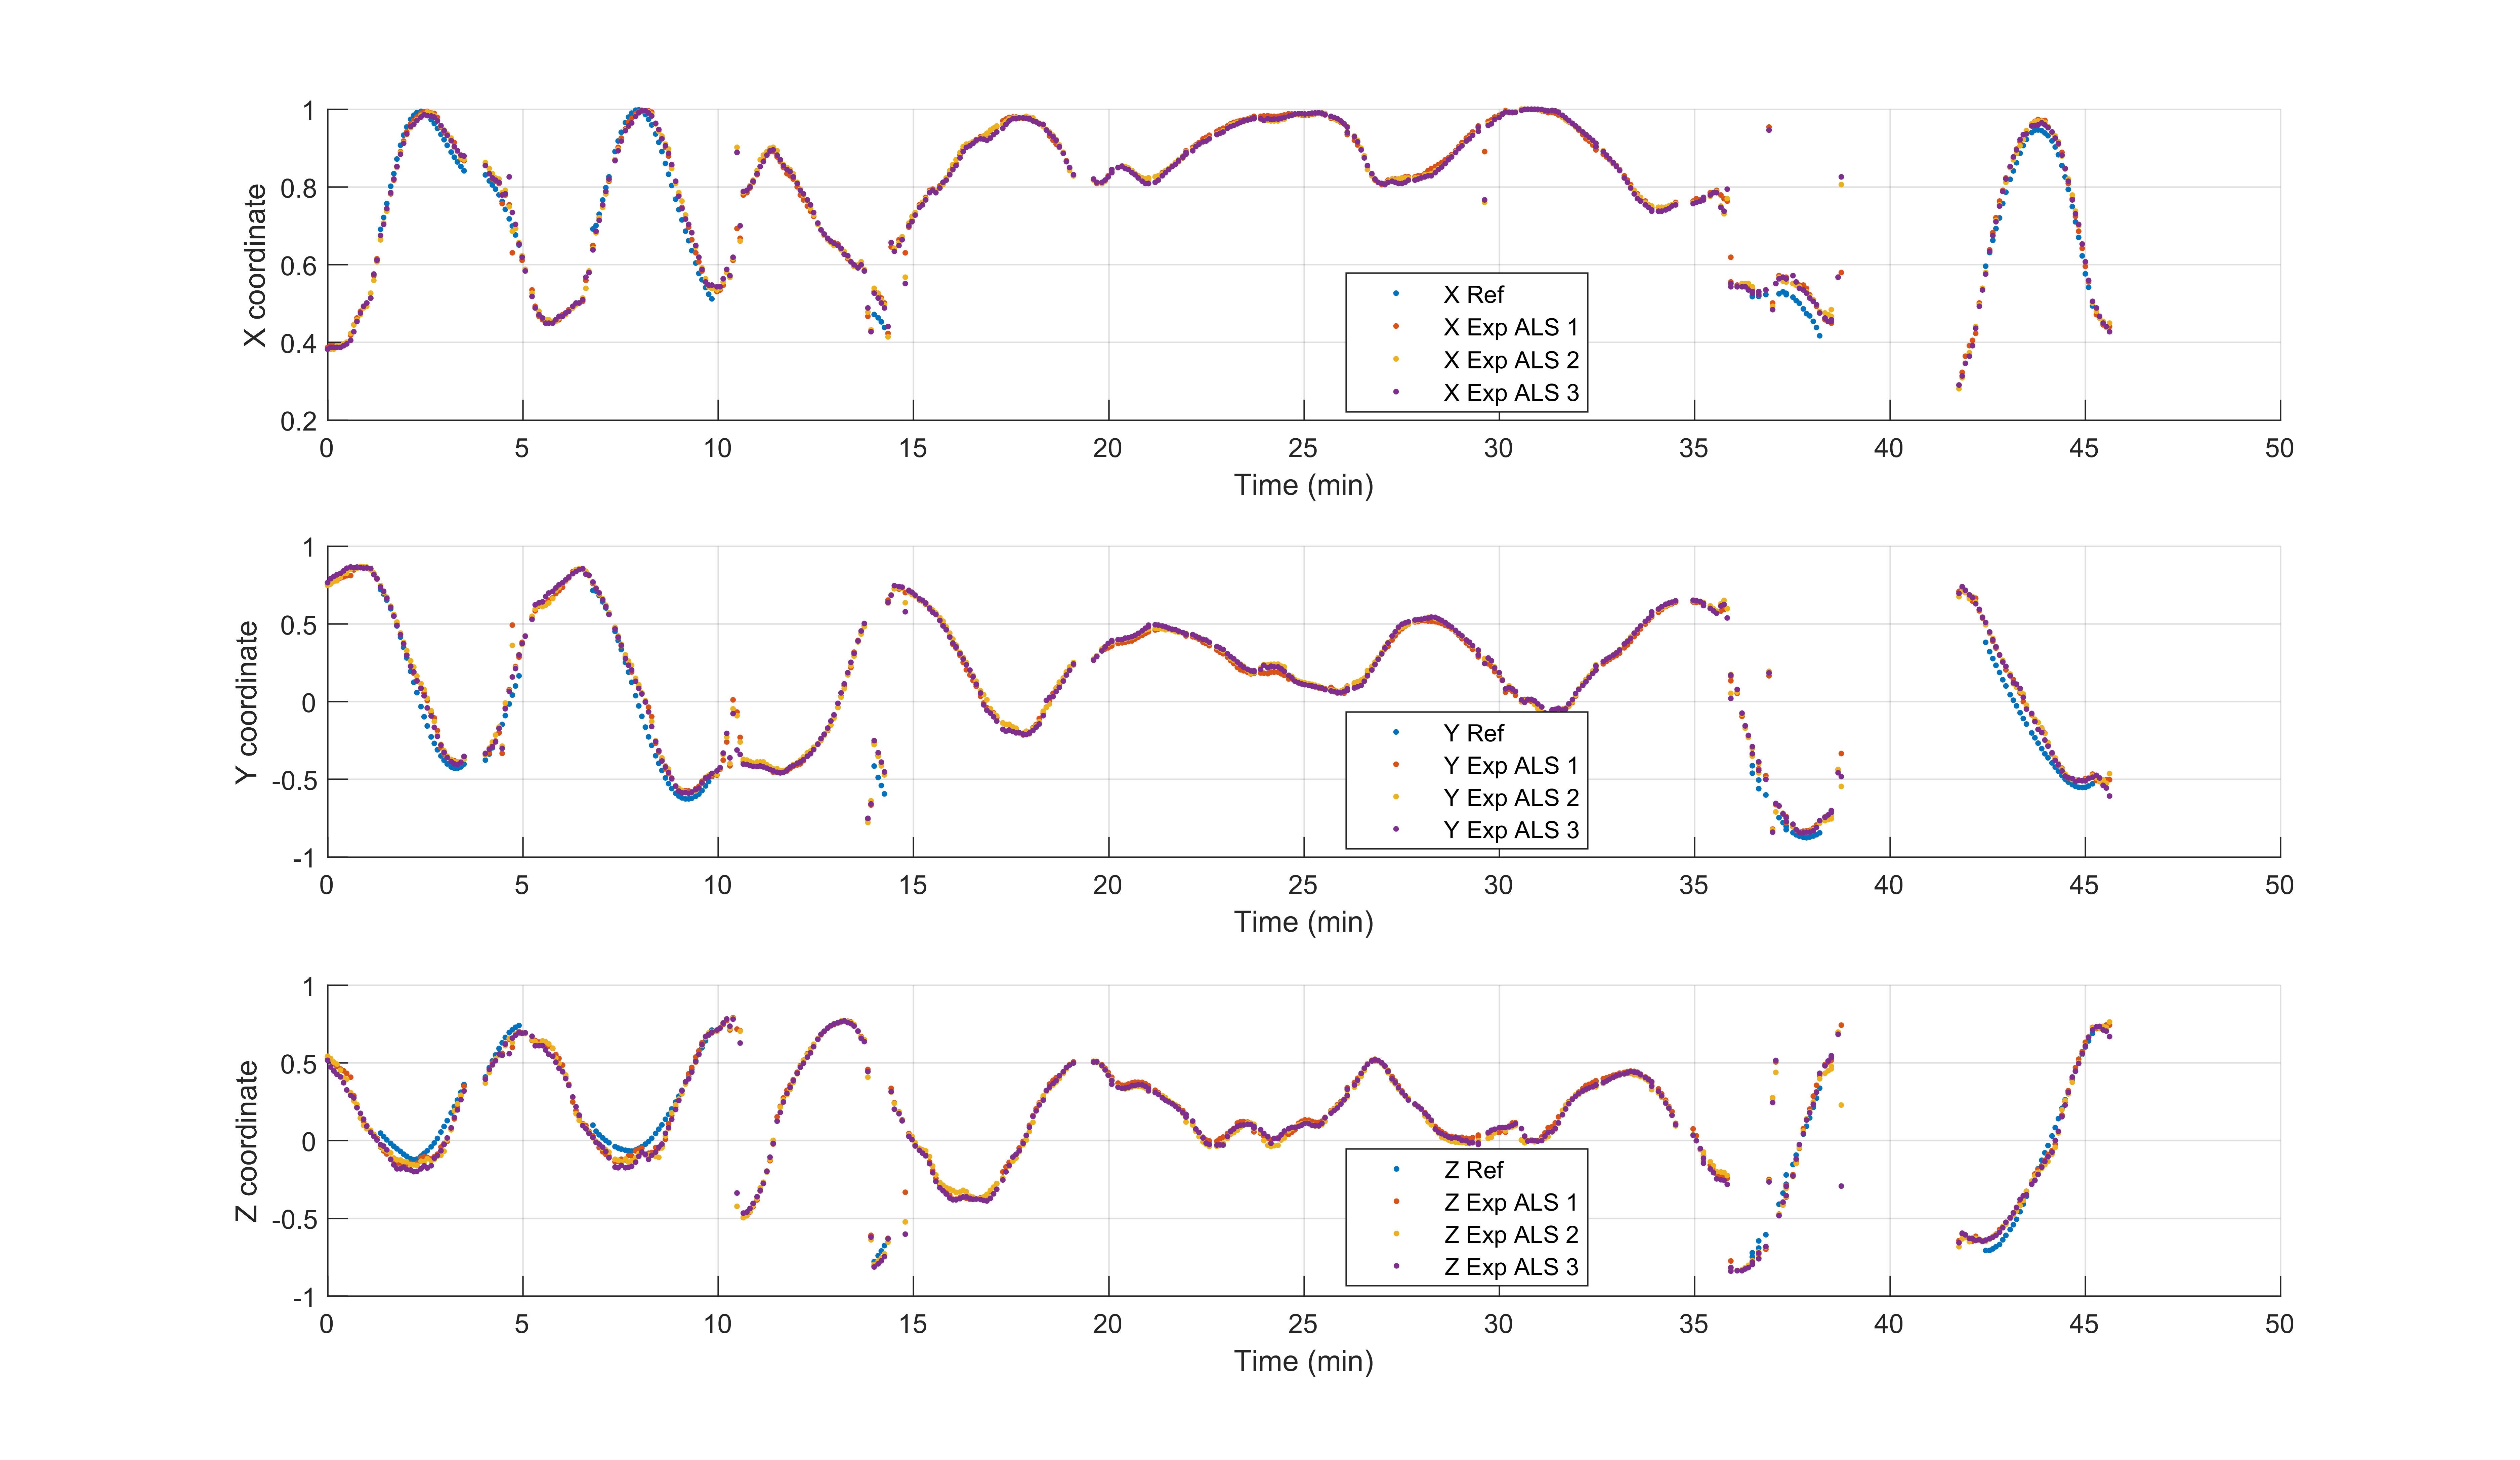 1
0.8
0.6
0.4
0.2
X coordinate
0 5 10 15 20 25 30 35 40 45 50
Time (min)
X Ref
X Exp ALS 1
X Exp ALS 2
X Exp ALS 3
1
0.5
0
-0.5
-1
Y coordinate
0 5 10 15 20 25 30 35 40 45 50
Time (min)
Y Ref
Y Exp ALS 1
Y Exp ALS 2
Y Exp ALS 3
1
0.5
0
-0.5
-1
Z coordinate
0 5 10 15 20 25 30 35 40 45 50
Time (min)
Z Ref
Z Exp ALS 1
Z Exp ALS 2
Z Exp ALS 3